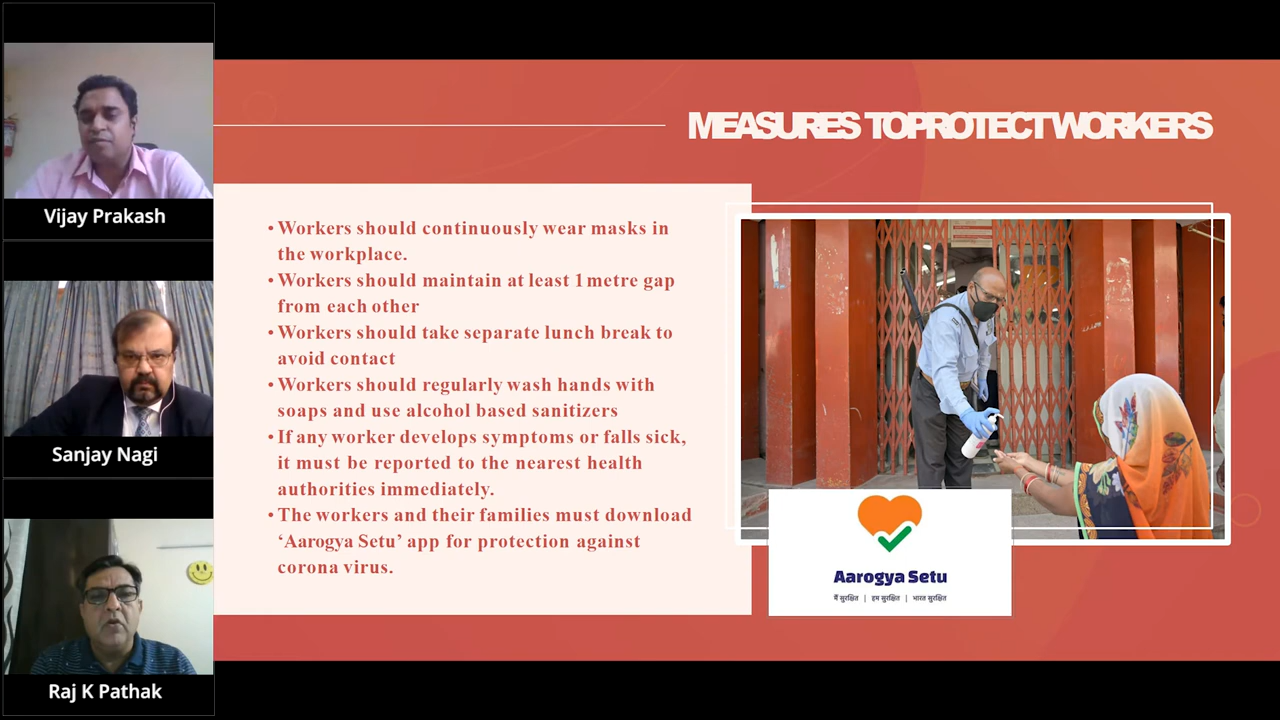 Vijay Prakash
Sanjay Nagi
Raj K Pathak
MEASURES TOPROTECTWORKERS
• Workers should continuously wear masks in
the workplace.
• Workers should maintain at least 1metre gap
from each other
• Workers should take separate lunch break to
avoid contact
• Workers should regularly wash hands with
soaps and use alcohol based sanitizers
• If any worker develops symptoms or falls sick,
it must be reported to the nearest health
authorities immediately.
• The workers and their families must download
‘Aarogya Setu’ app for protection against
corona virus.
Aarogya Setu
मैं सुरक्षित | हम सुरक्षित | भारत सुरक्षित